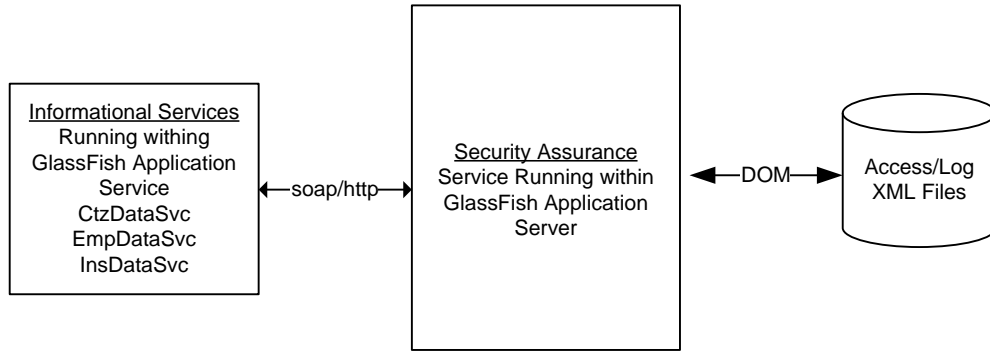 Informational Services
Running withing
GlassFish Application
Service
CtzDataSvc
EmpDataSvc
InsDataSvc
soap/http
Security Assurance
Service Running within
GlassFish Application
Server
DOM
Access/Log
XML Files